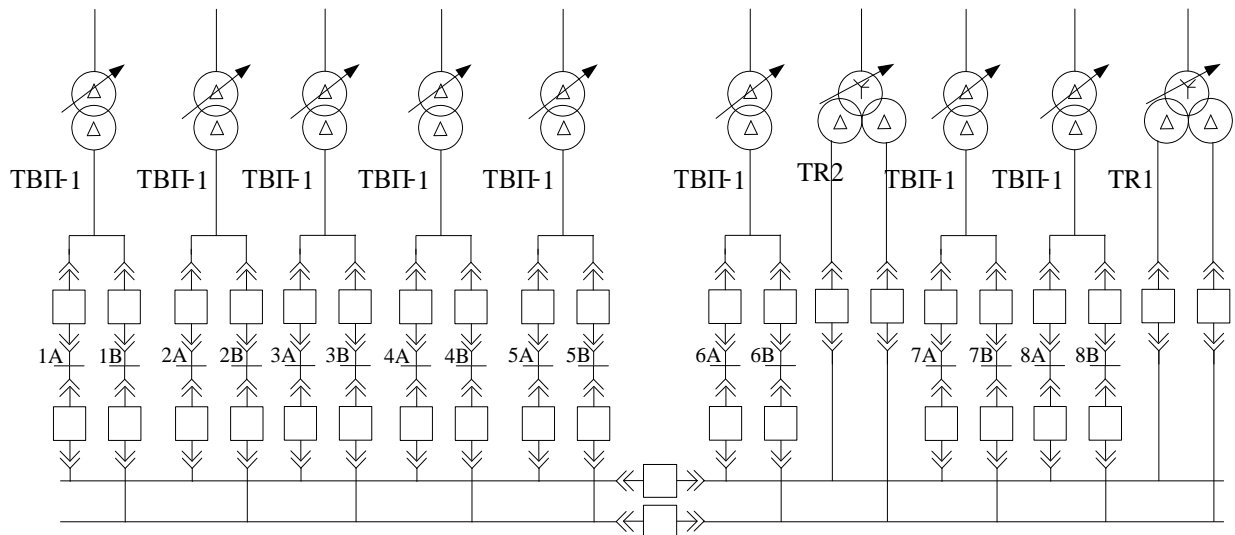 ТВП-1 ТВП-1 ТВП-1 ТВП-1 ТВП-1 ТВП-1 TR2 ТВП-1 ТВП-1 TR1
1A 1B 2A 2B 3A 3B 4A 4B 5A 5B 6A 6B 7A 7B 8A 8B